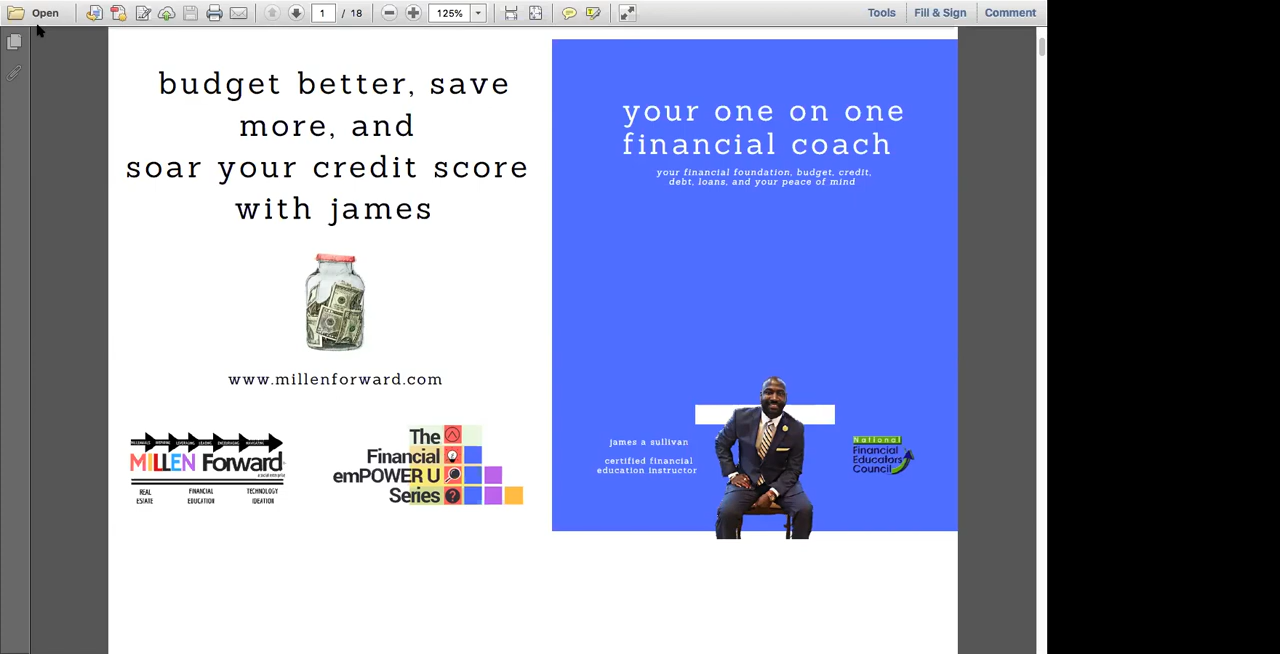 Open
1 / 18
125%
Tools
Fill & Sign
Comment
budget better, save
more, and
soar your credit score
with james
www.millenforward.com
MILLEN Forward
REAL
ESTATE
FINANCIAL
EDUCATION
TECHNOLOGY
IDEATION
The
Financial
emPOWER U
Series
your one on one
financial coach
your financial foundation, budget, credit,
debt, loans, and your peace of mind
james a sullivan
certified financial
education instructor
National
Financial
Educators
Council